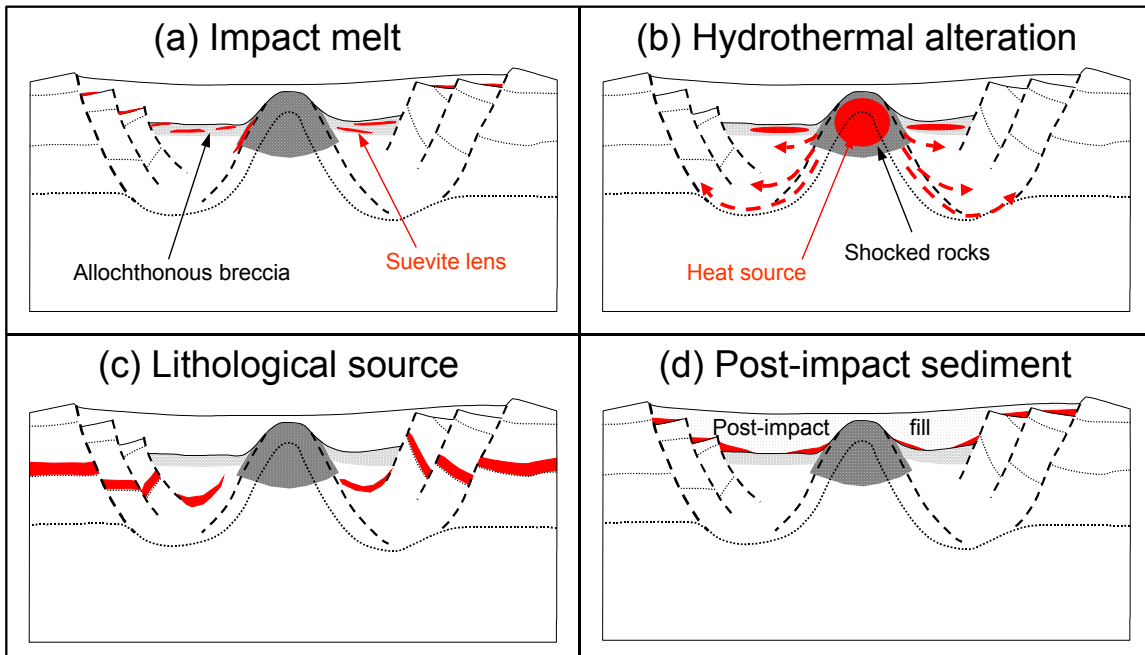 (a) Impact melt
Allochthonous breccia
Suevite lens
(b) Hydrothermal alteration
Heat source
Shocked rocks
(c) Lithological source
(d) Post-impact sediment
Post-impact fill